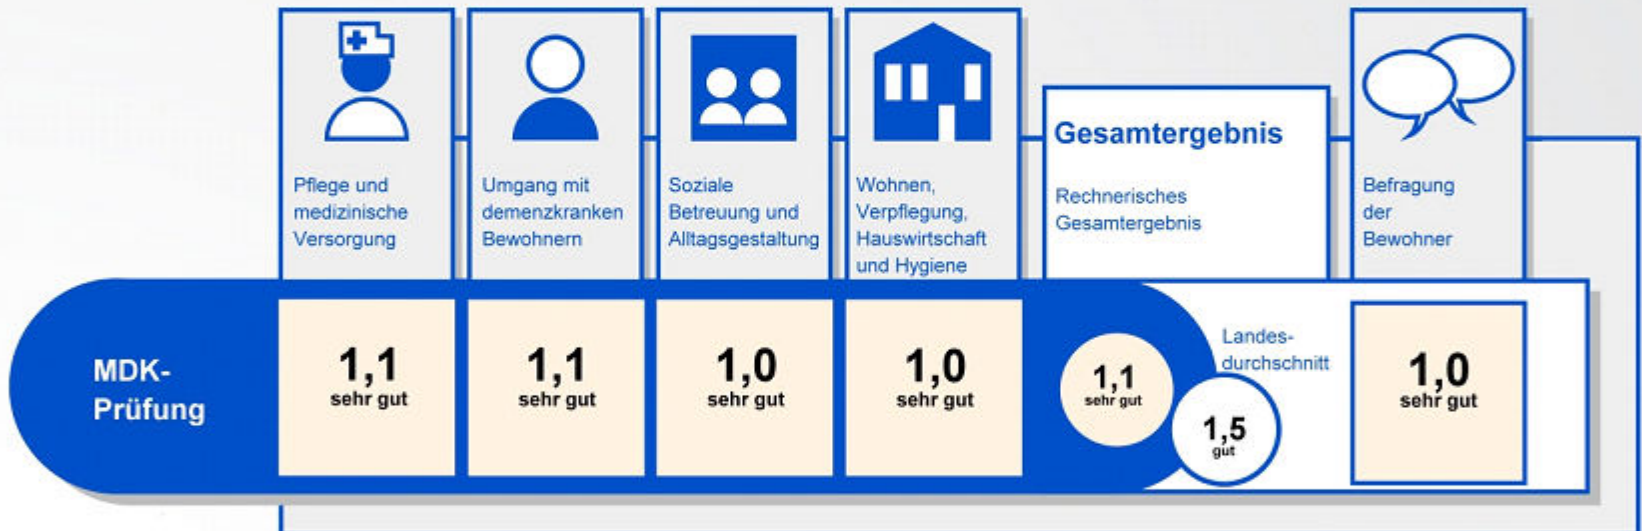 Pflege und
medizinische
Versorgung
Umgang mit
demenzkranken
Bewohnern
Soziale
Betreuung und
Alltagsgestaltung
Wohnen,
Verpflegung,
Hauswirtschaft
und Hygiene
Gesamtergebnis
Rechnerisches
Gesamtergebnis
Befragung
der
Bewohner
MDK-
Prüfung
1,1
sehr gut
1,1
sehr gut
1,0
sehr gut
1,0
sehr gut
1,1
sehr gut
Landes-
durchschnitt
1,5
gut
1,0
sehr gut